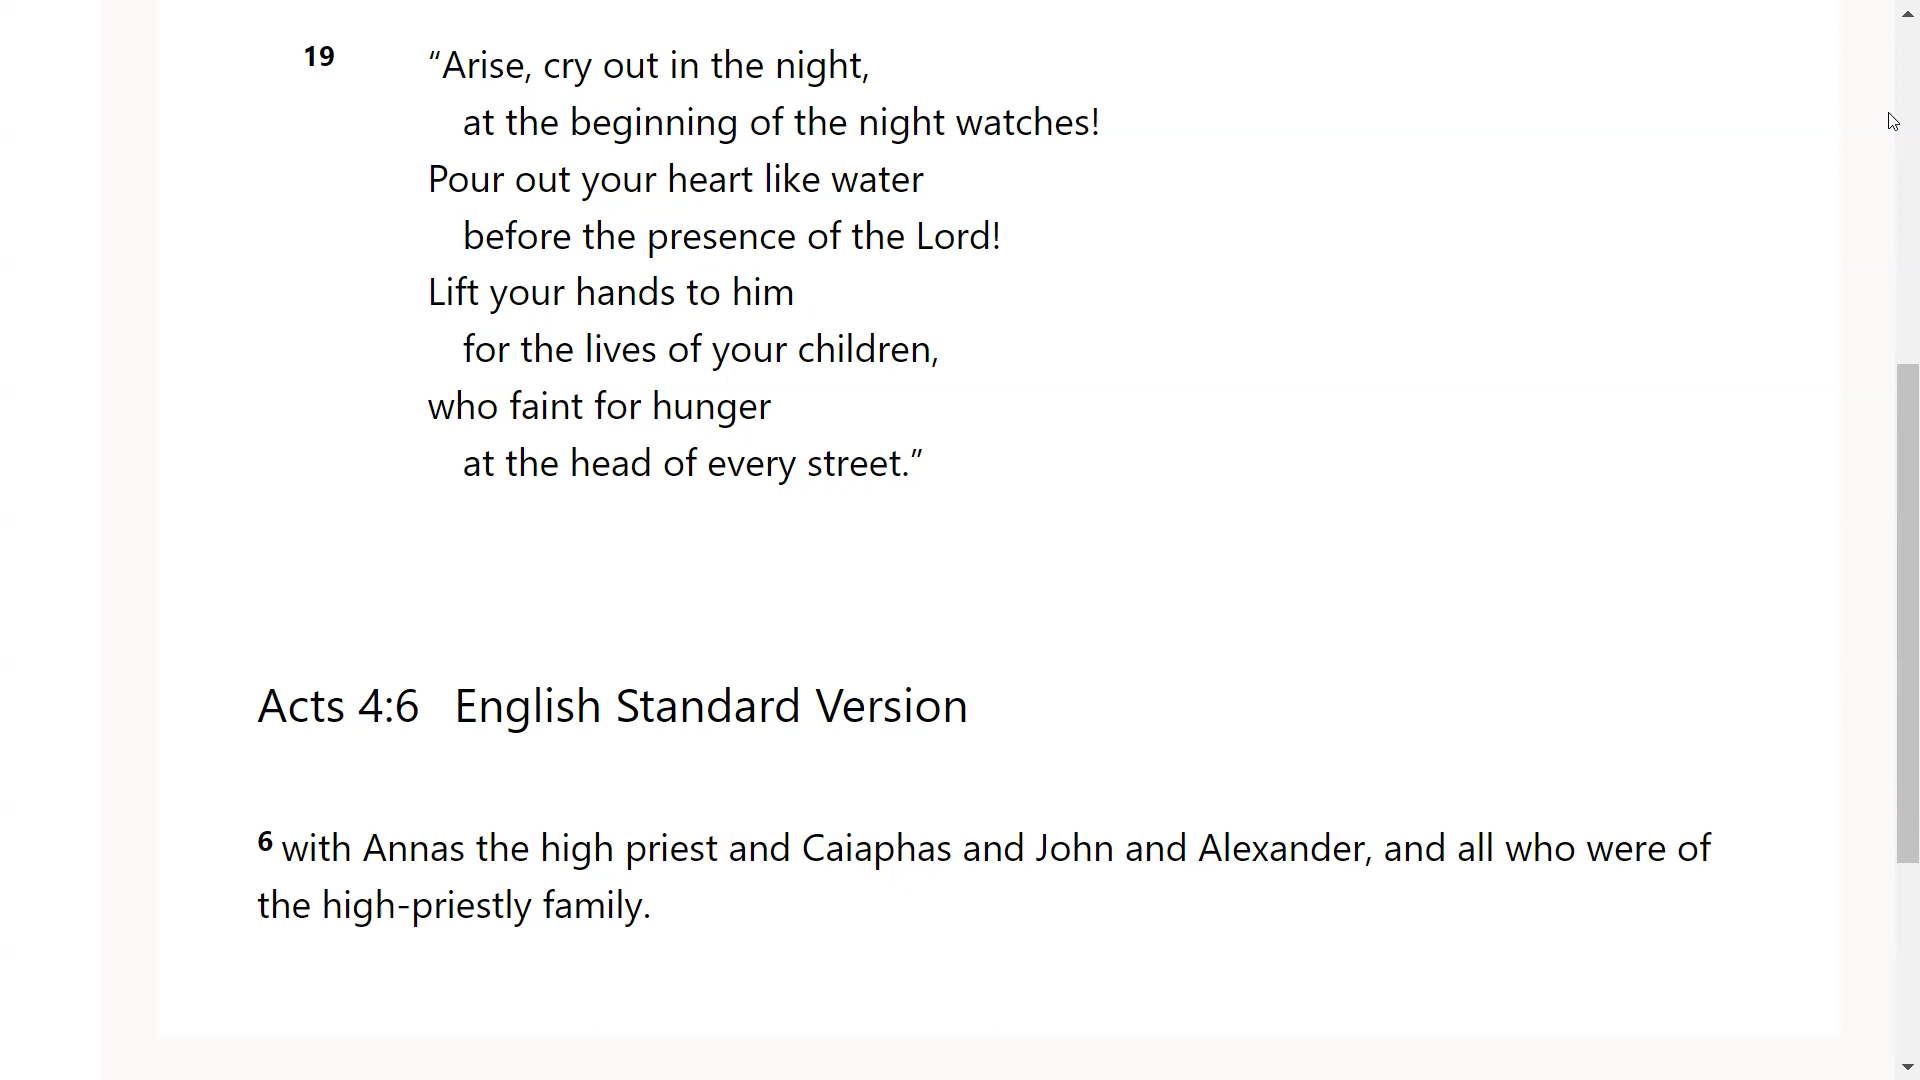 19 “Arise, cry out in the night,
at the beginning of the night watches!
Pour out your heart like water
before the presence of the Lord!
Lift your hands to him
for the lives of your children,
who faint for hunger
at the head of every street.”
Acts 4:6 English Standard Version
6 with Annas the high priest and Caiaphas and John and Alexander, and all who were of
the high-priestly family.